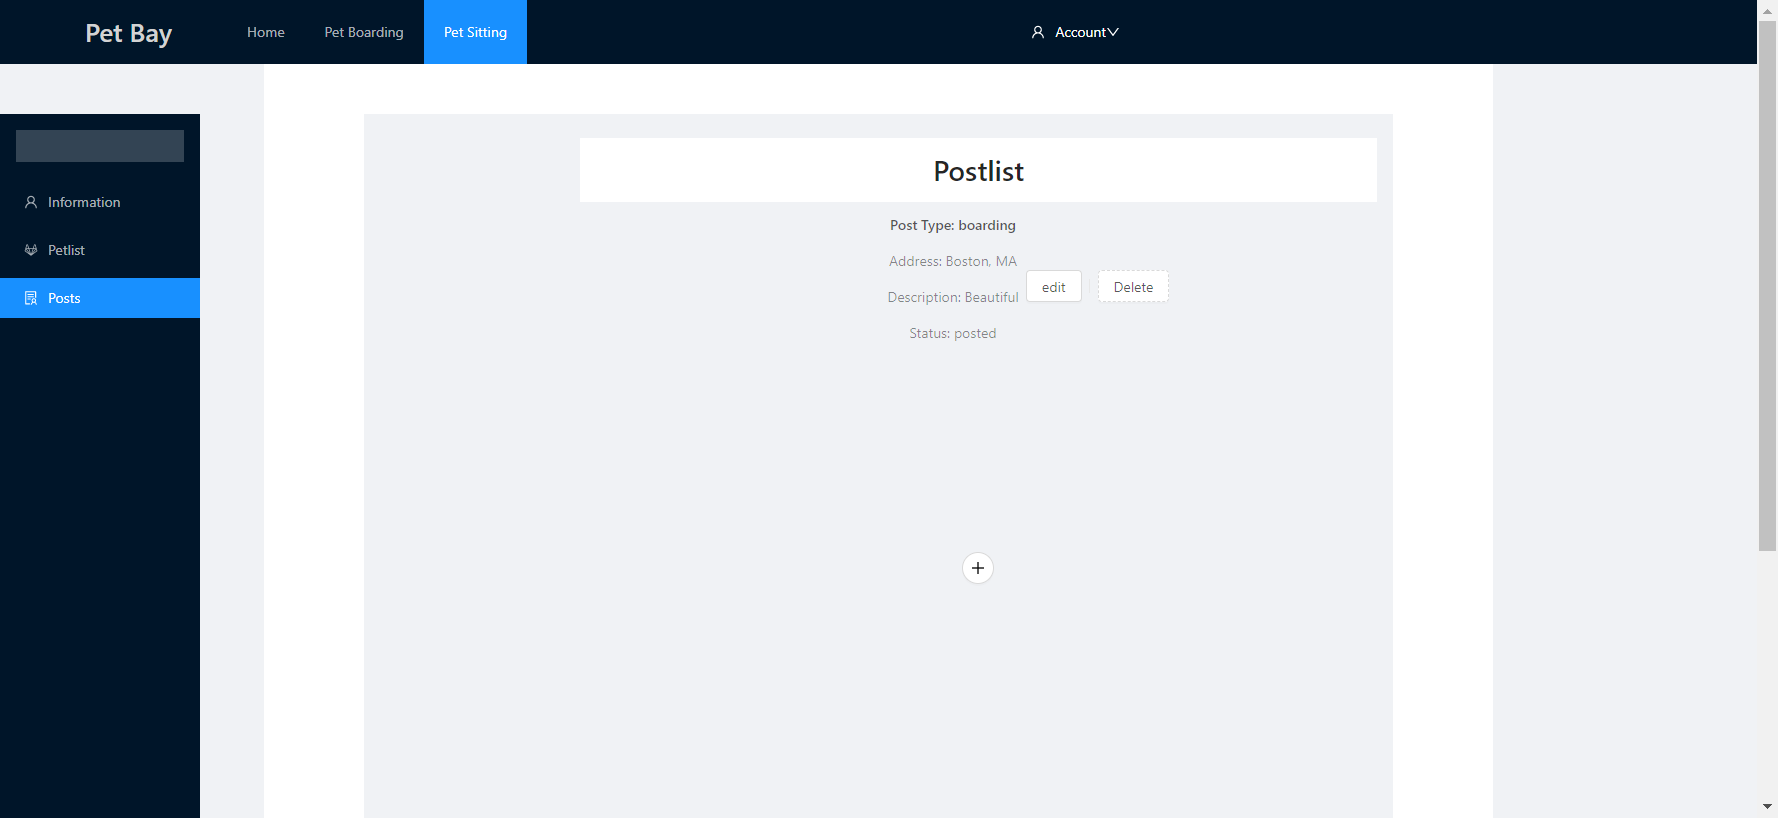 Pet Bay
Home
Pet Boarding
Pet Sitting
Account
Information
Petlist
Posts
Postlist
Post Type: boarding
Address: Boston, MA
Description: Beautiful
Status: posted
edit
Delete